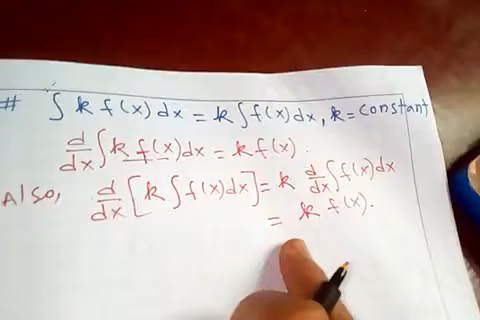 # ∫ k f(x) dx = k ∫ f(x) dx, k = constant
d/dx ∫ k f(x) dx = k f(x).
Also, d/dx [k ∫ f(x) dx] = k d/dx ∫ f(x) dx
= k f(x).